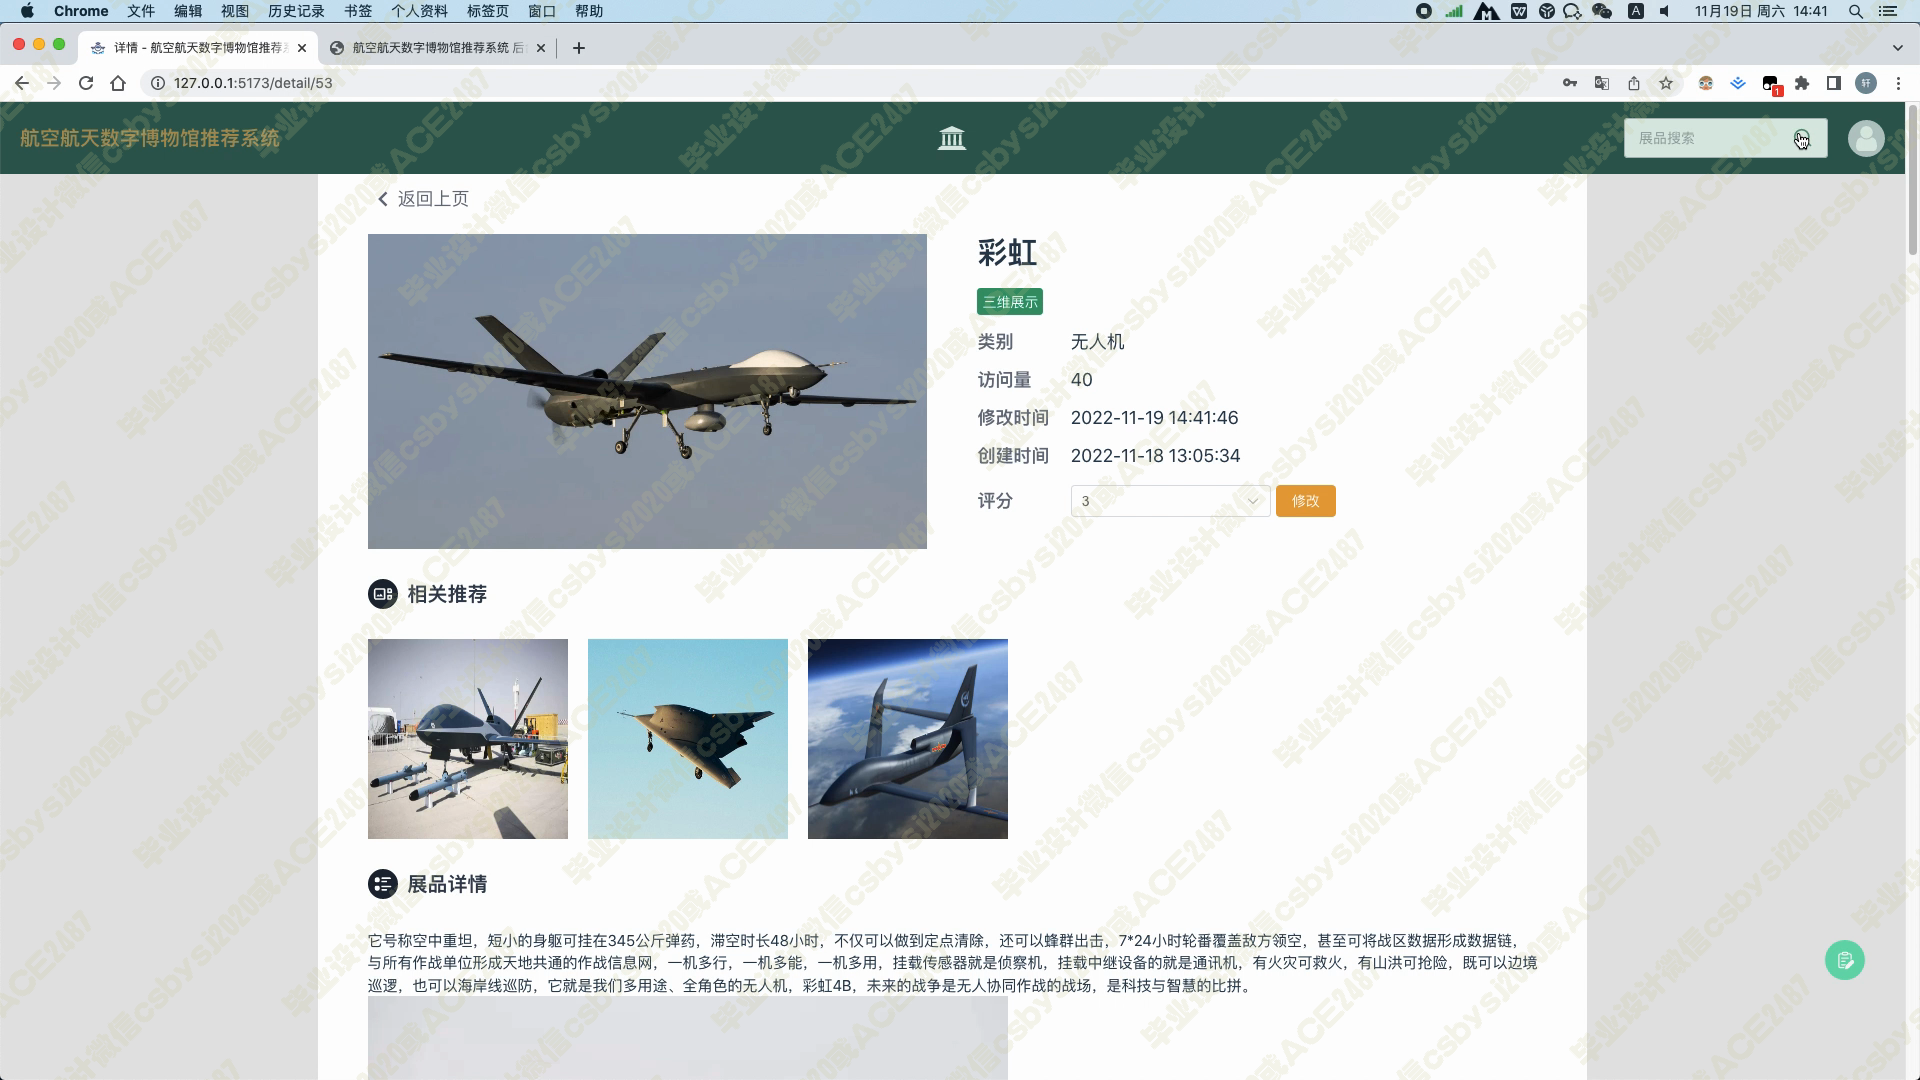 Chrome 文件 编辑 视图 历史记录 书签 个人资料 标签页 窗口 帮助
A 11月19日 周六 14:41
详情 - 航空航天数字博物馆推荐
航空航天数字博物馆推荐系统 后
127.0.0.1:5173/detail/53
1
轩
航空航天数字博物馆推荐系统
展品搜索
返回上页
彩虹
三维展示
类别 无人机
访问量 40
修改时间 2022-11-19 14:41:46
创建时间 2022-11-18 13:05:34
评分 3 修改
相关推荐
展品详情
它号称空中重坦，短小的身躯可挂在345公斤弹药，滞空时长48小时，不仅可以做到定点清除，还可以蜂群出击，7*24小时轮番覆盖敌方领空，甚至可将战区数据形成数据链，
与所有作战单位形成天地共通的作战信息网，一机多行，一机多能，一机多用，挂载传感器就是侦察机，挂载中继设备的就是通讯机，有火灾可救火，有山洪可抢险，既可以边境
巡逻，也可以海岸线巡防，它就是我们多用途、全角色的无人机，彩虹4B，未来的战争是无人协同作战的战场，是科技与智慧的比拼。
毕业设计微信csbysj2020或ACE2487